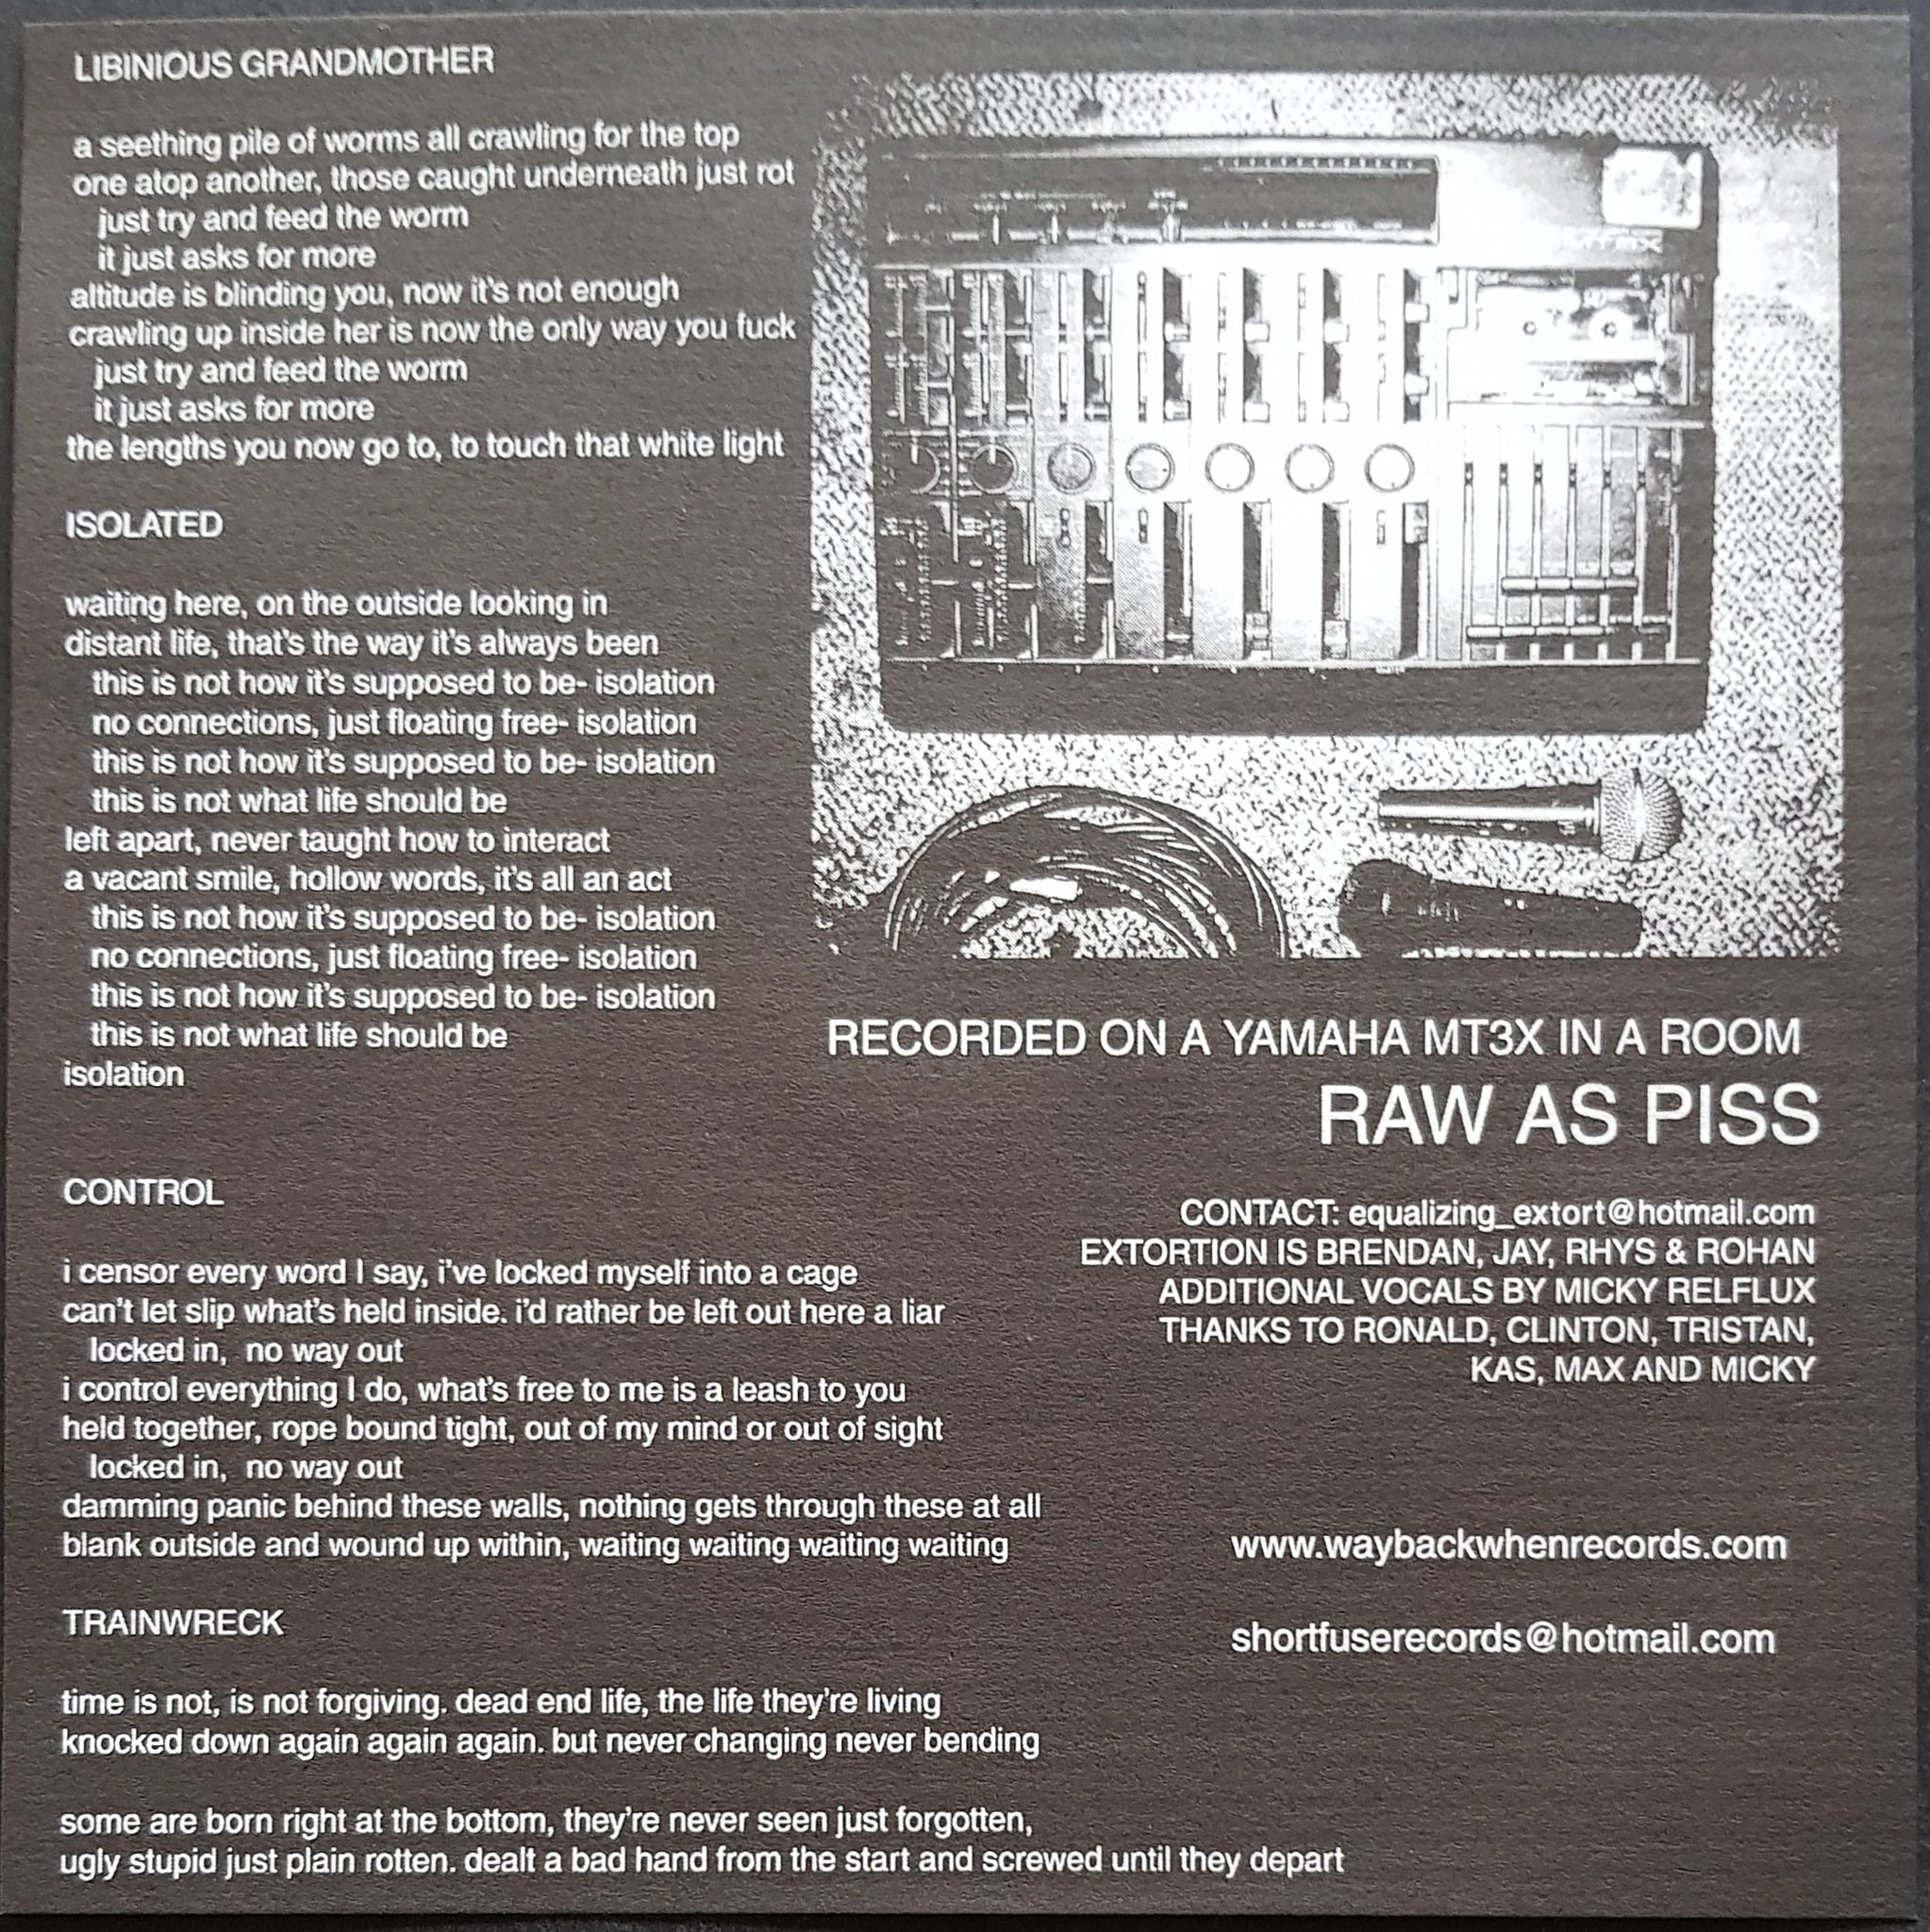 LIBINIOUS GRANDMOTHER
a seething pile of worms all crawling for the top
one atop another, those caught underneath just rot
just try and feed the worm
it just asks for more
altitude is blinding you, now it's not enough
crawling up inside her is now the only way you fuck
just try and feed the worm
it just asks for more
the lengths you now go to, to touch that white light
ISOLATED
waiting here, on the outside looking in
distant life, that's the way it's always been
this is not how it's supposed to be- isolation
no connections, just floating free- isolation
this is not how it's supposed to be- isolation
this is not what life should be
left apart, never taught how to interact
a vacant smile, hollow words, it's all an act
this is not how it's supposed to be- isolation
no connections, just floating free- isolation
this is not how it's supposed to be- isolation
this is not what life should be
isolation
CONTROL
i censor every word I say, i've locked myself into a cage
can't let slip what's held inside. i'd rather be left out here a liar
locked in, no way out
i control everything I do, what's free to me is a leash to you
held together, rope bound tight, out of my mind or out of sight
locked in, no way out
damming panic behind these walls, nothing gets through these at all
blank outside and wound up within, waiting waiting waiting waiting
TRAINWRECK
time is not, is not forgiving. dead end life, the life they're living
knocked down again again again. but never changing never bending
some are born right at the bottom, they're never seen just forgotten,
ugly stupid just plain rotten. dealt a bad hand from the start and screwed until they depart
MT3X
RECORDED ON A YAMAHA MT3X IN A ROOM
RAW AS PISS
CONTACT: equalizing_extort@hotmail.com
EXTORTION IS BRENDAN, JAY, RHYS & ROHAN
ADDITIONAL VOCALS BY MICKY RELFLUX
THANKS TO RONALD, CLINTON, TRISTAN,
KAS, MAX AND MICKY
www.waybackwhenrecords.com
shortfuserecords@hotmail.com